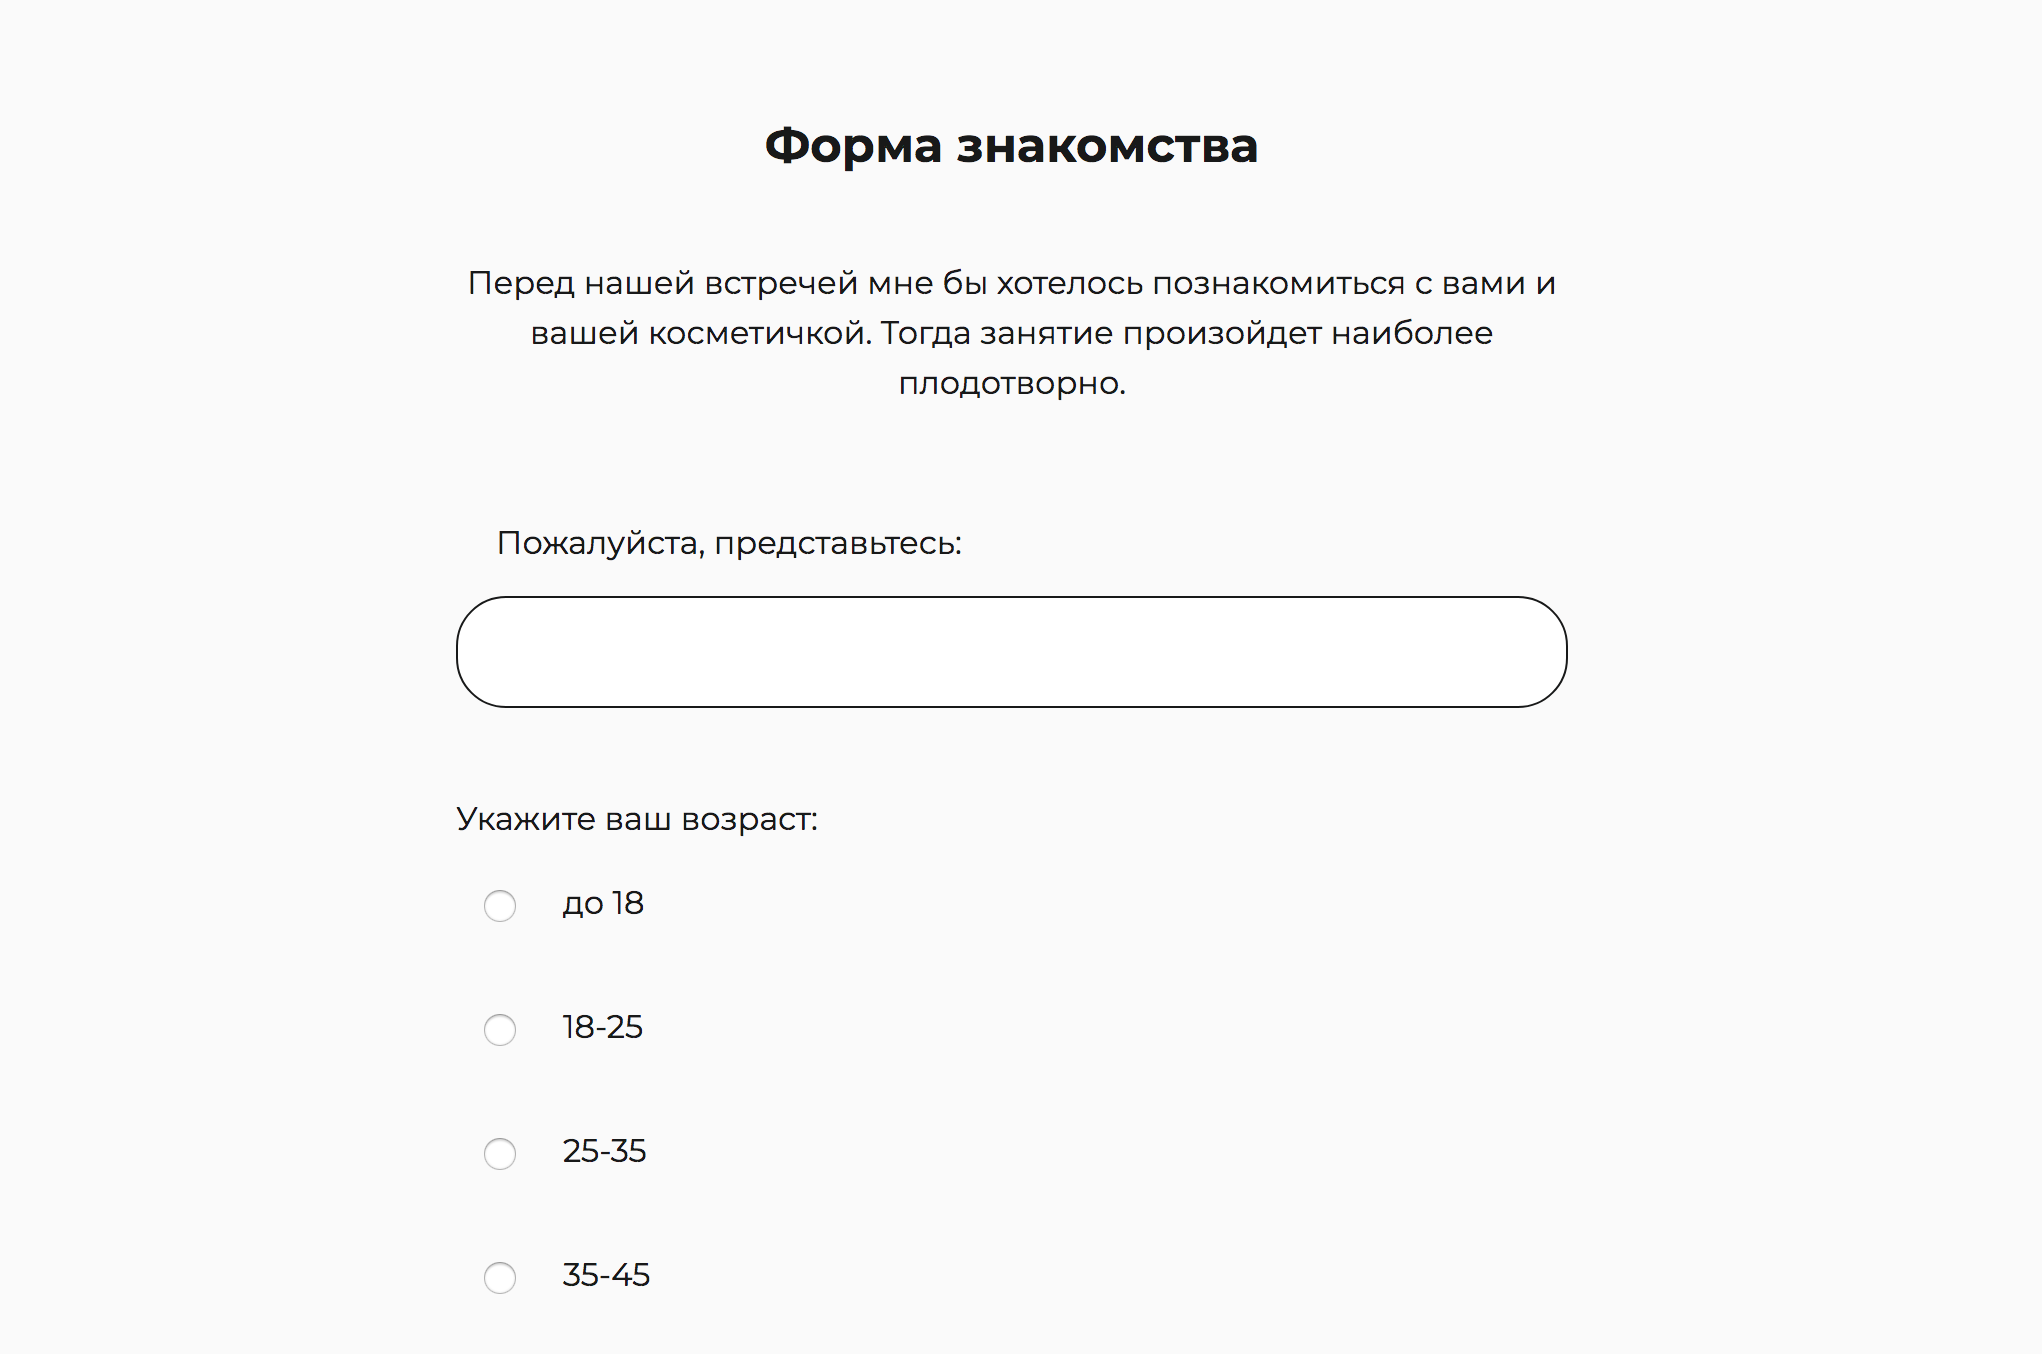 Форма знакомства
Перед нашей встречей мне бы хотелось познакомиться с вами и
вашей косметичкой. Тогда занятие произойдет наиболее
плодотворно.
Пожалуйста, представьтесь:
Укажите ваш возраст:
до 18
18-25
25-35
35-45